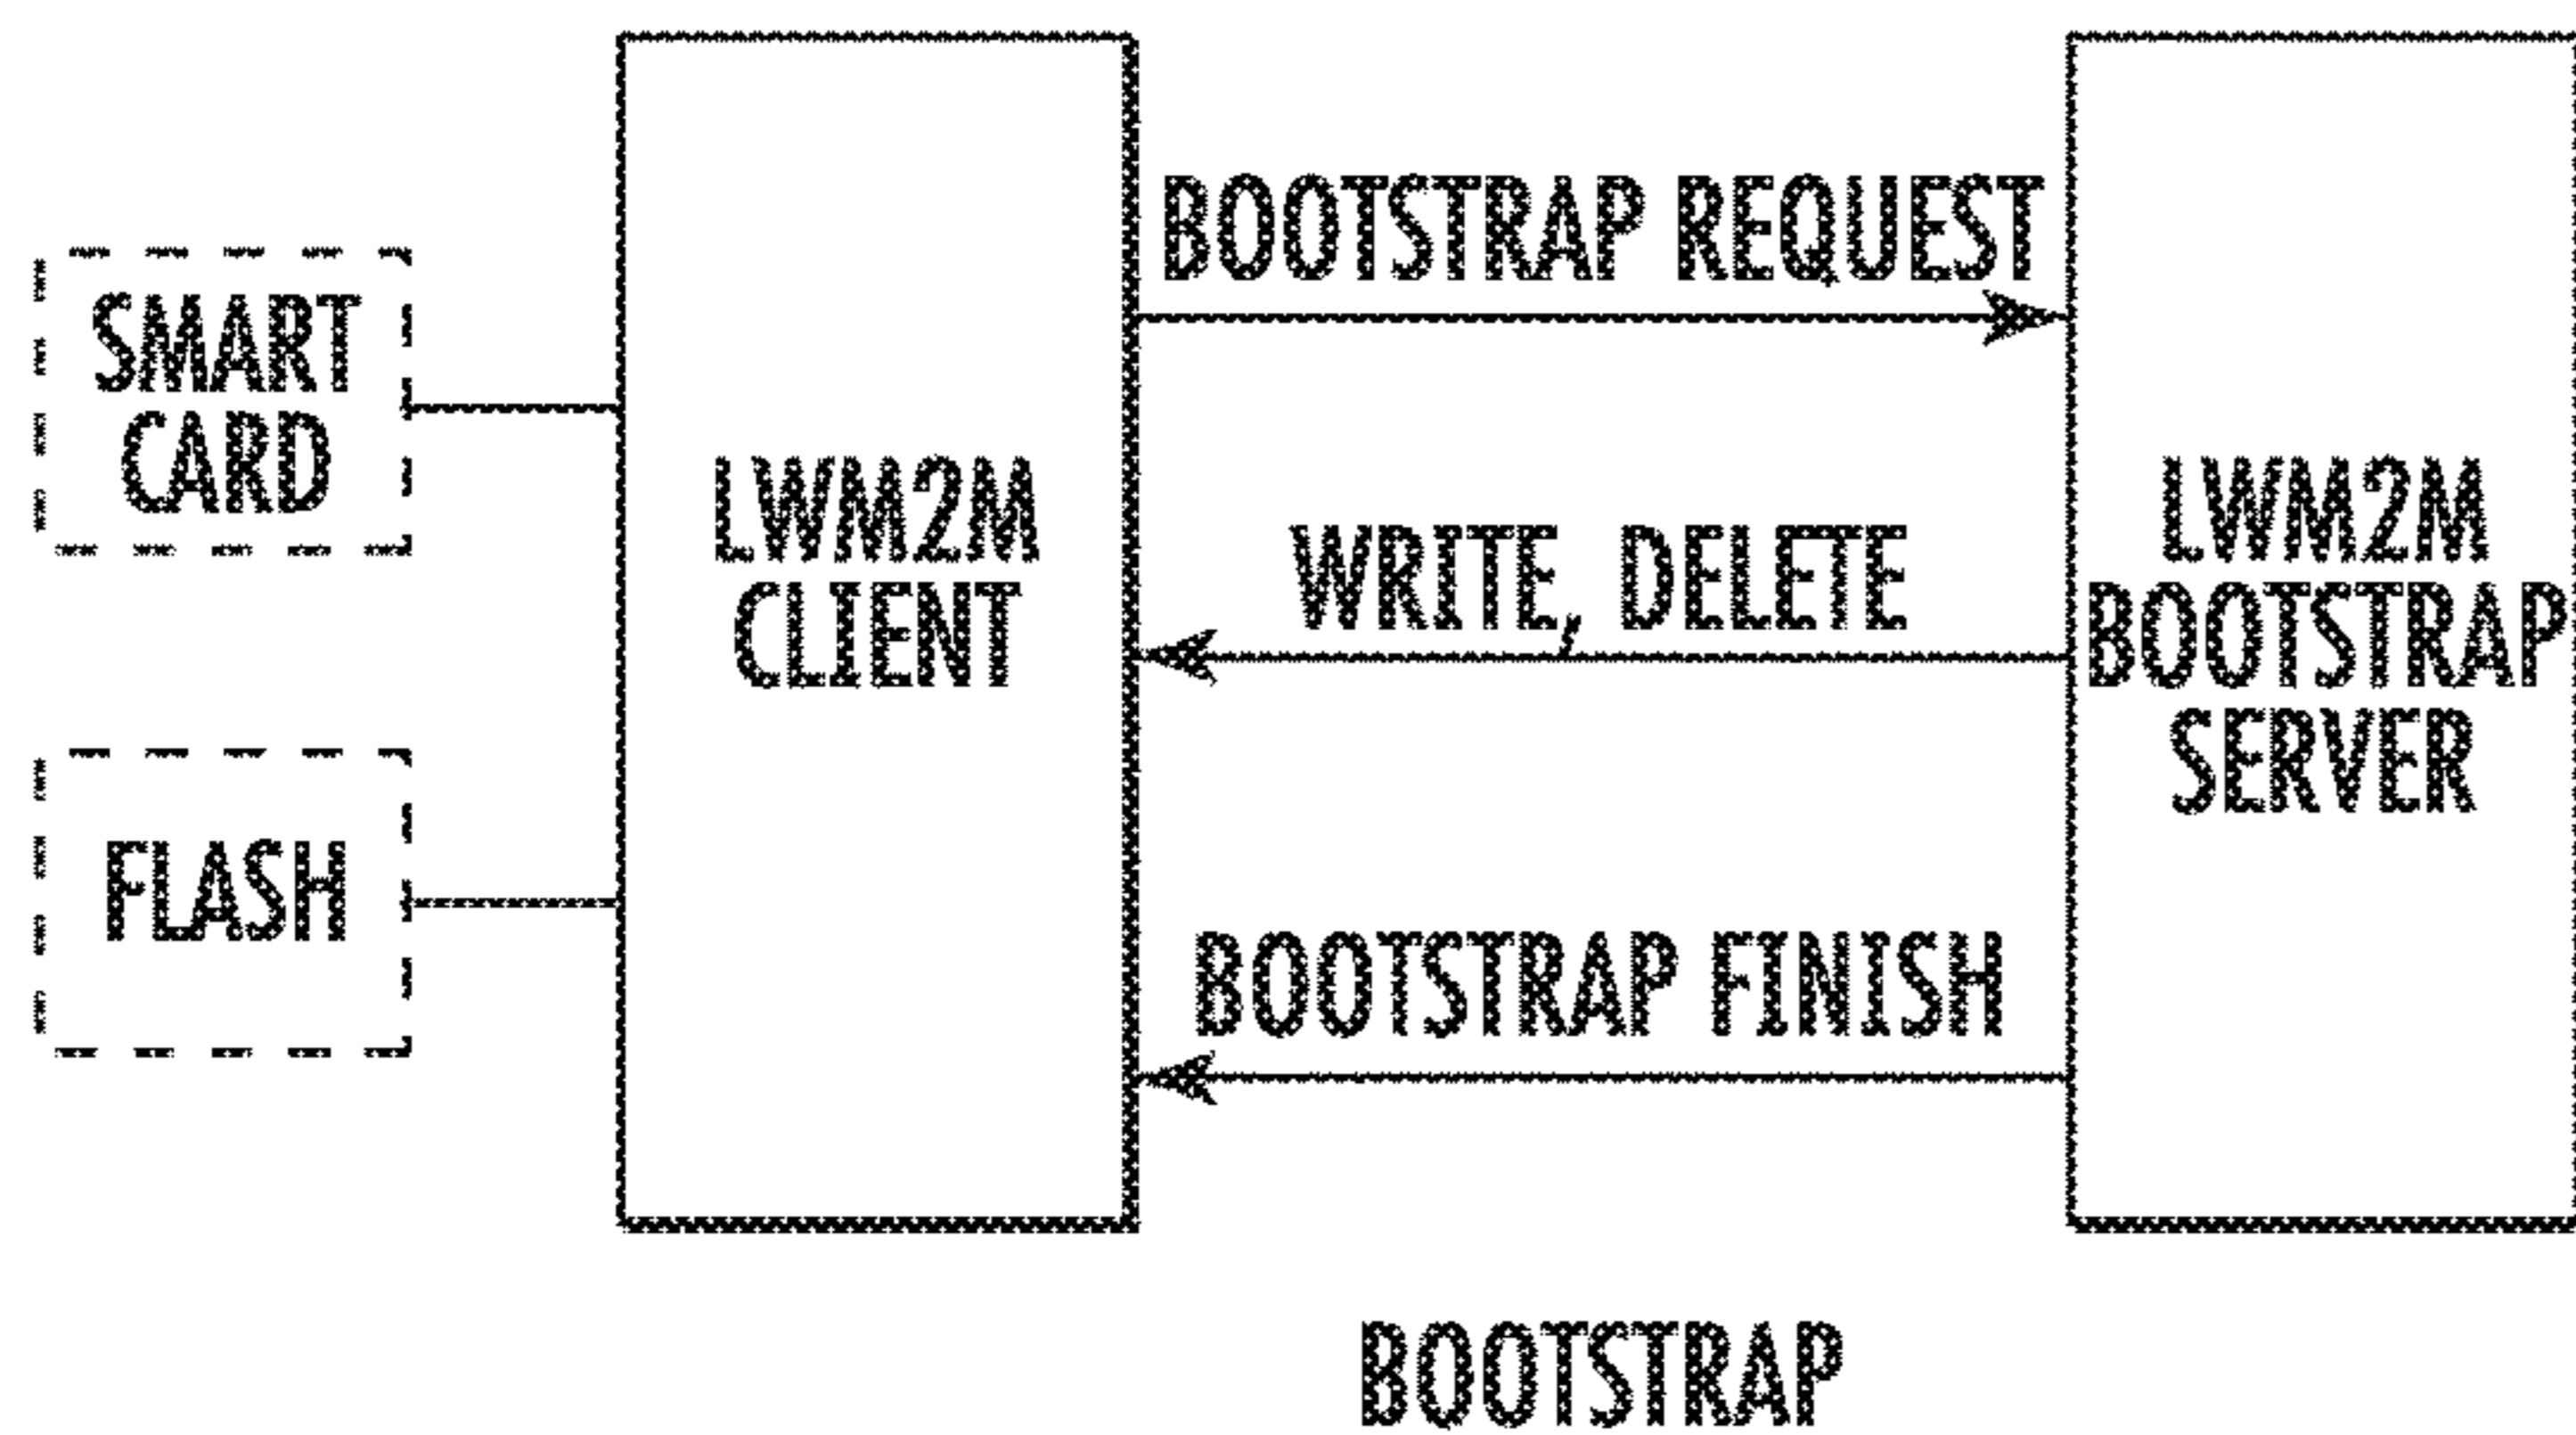 SMART
CARD
FLASH
LWM2M
CLIENT
BOOTSTRAP REQUEST
WRITE, DELETE
BOOTSTRAP FINISH
LWM2M
BOOTSTRAP
SERVER
BOOTSTRAP